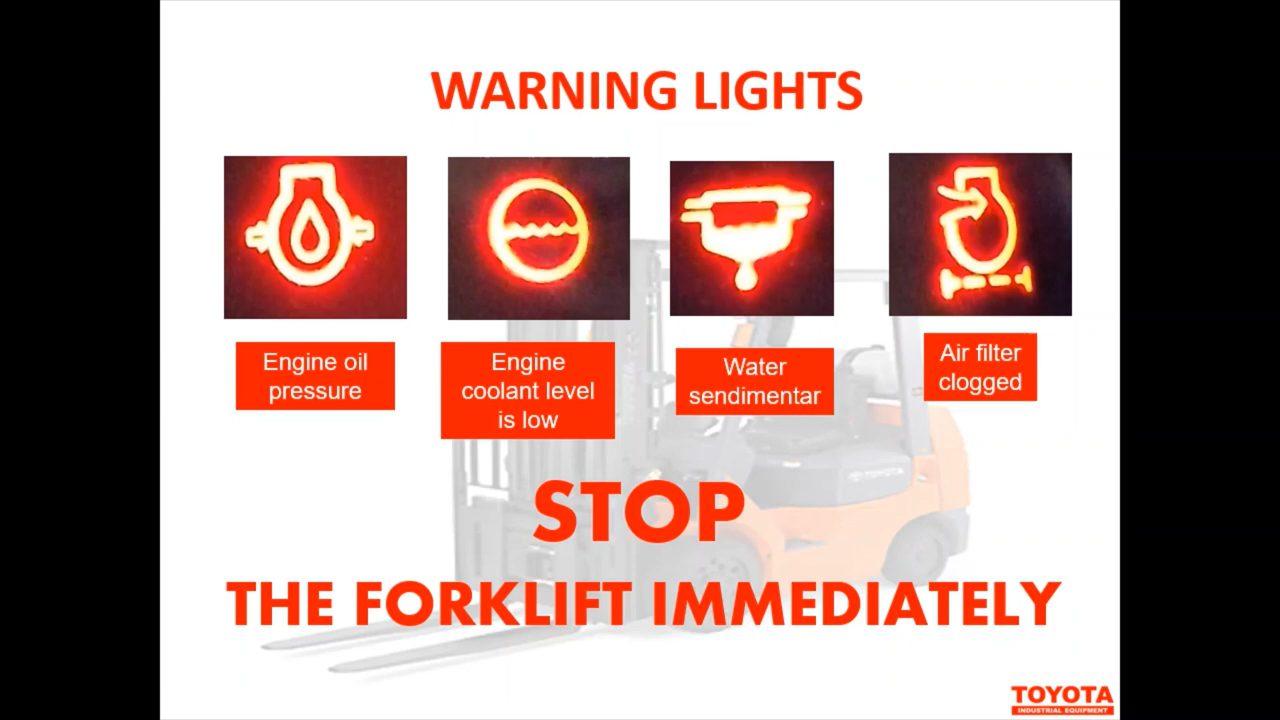 WARNING LIGHTS
Engine oil
pressure
Engine
coolant level
is low
Water
sendimentar
Air filter
clogged
STOP
THE FORKLIFT IMMEDIATELY
TOYOTA
TOYOTA
INDUSTRIAL EQUIPMENT